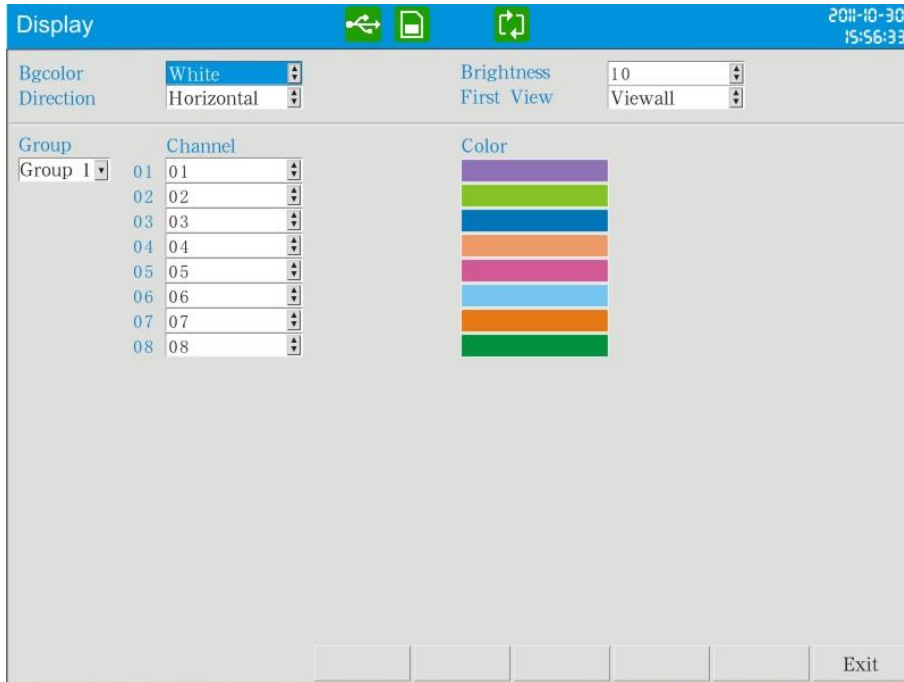 Display
2011-10-30
15:56:33
Bgcolor White Brightness 10
Direction Horizontal First View Viewall
Group Channel Color
Group 1 01 01
02 02
03 03
04 04
05 05
06 06
07 07
08 08
Exit